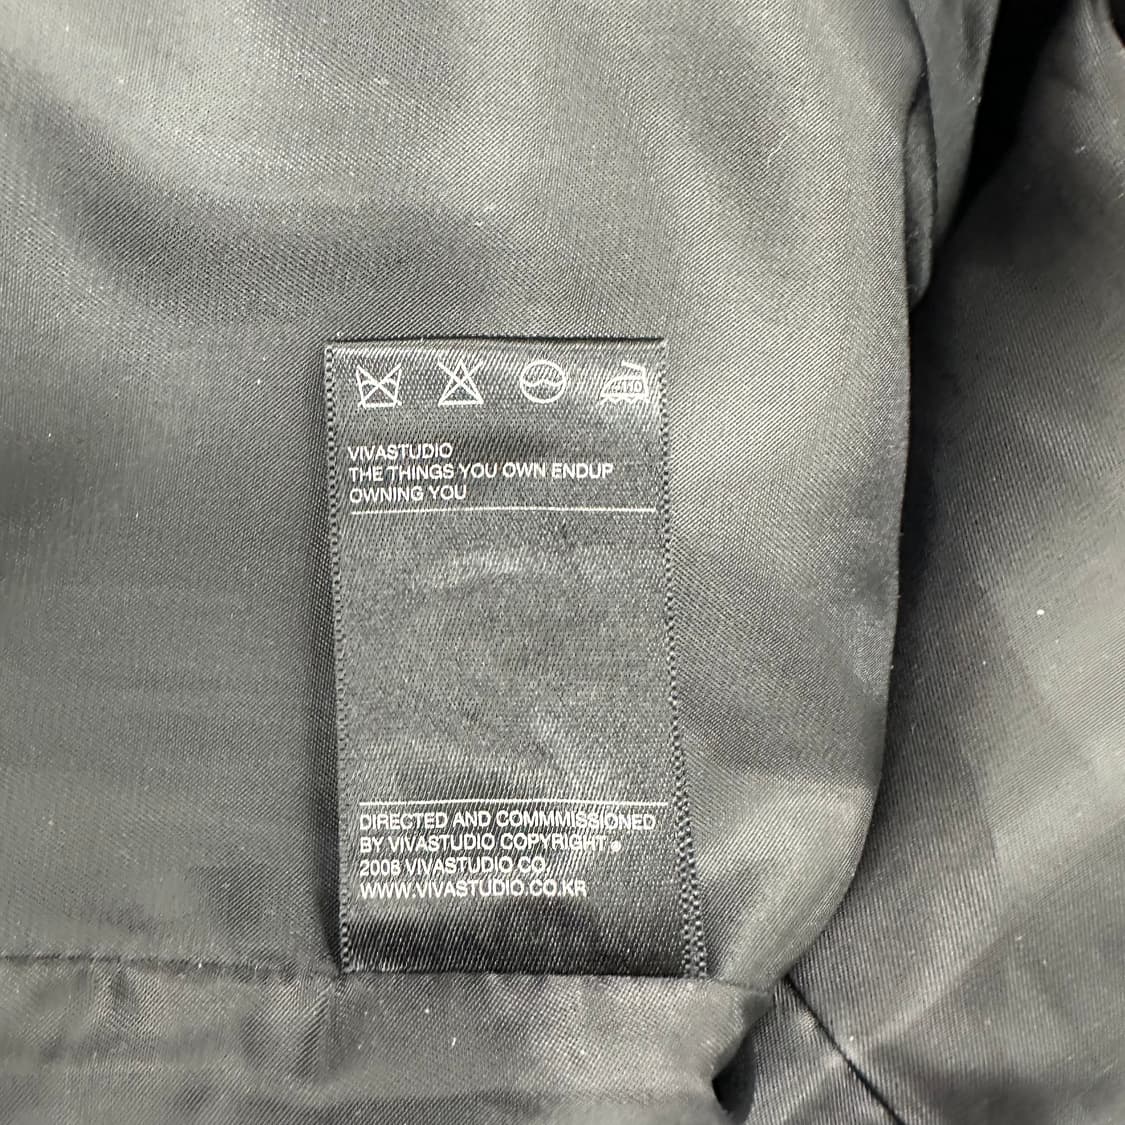 VIVASTUDIO
THE THINGS YOU OWN ENDUP
OWNING YOU
DIRECTED AND COMMMISSIONED
BY VIVASTUDIO COPYRIGHT
2008 VIVASTUDIO CO.
WWW.VIVASTUDIO.CO.KR